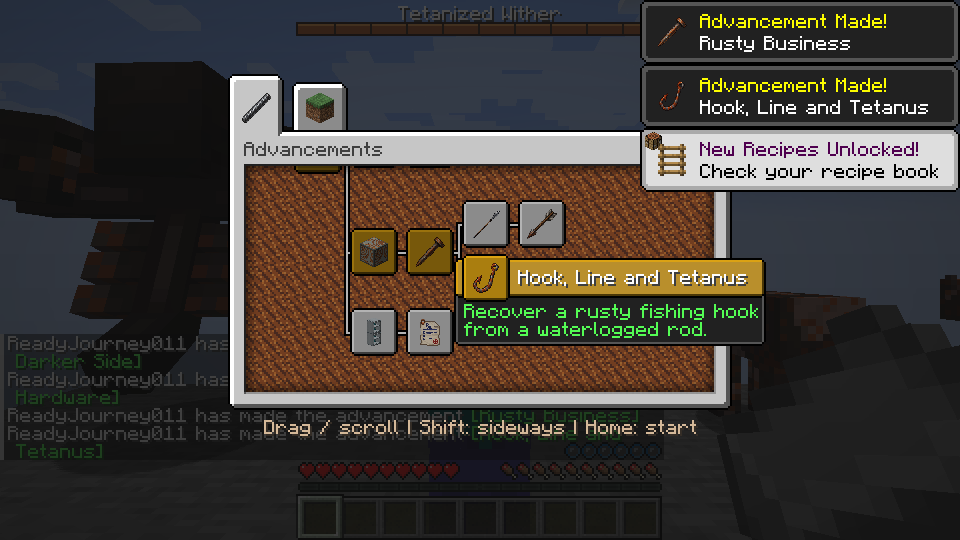 Tetanized Wither
Advancement Made!
Rusty Business
Advancement Made!
Hook, Line and Tetanus
New Recipes Unlocked!
Check your recipe book
Advancements
Hook, Line and Tetanus
Recover a rusty fishing hook
from a waterlogged rod.
ReadyJourney011 has
Darker Side]
ReadyJourney011 has
Hardware]
ReadyJourney011 has made the advancement [Rusty Business]
ReadyJourney011 has made the advancement [Hook, Line and
Tetanus]
Drag / scroll | Shift: sideways | Home: start